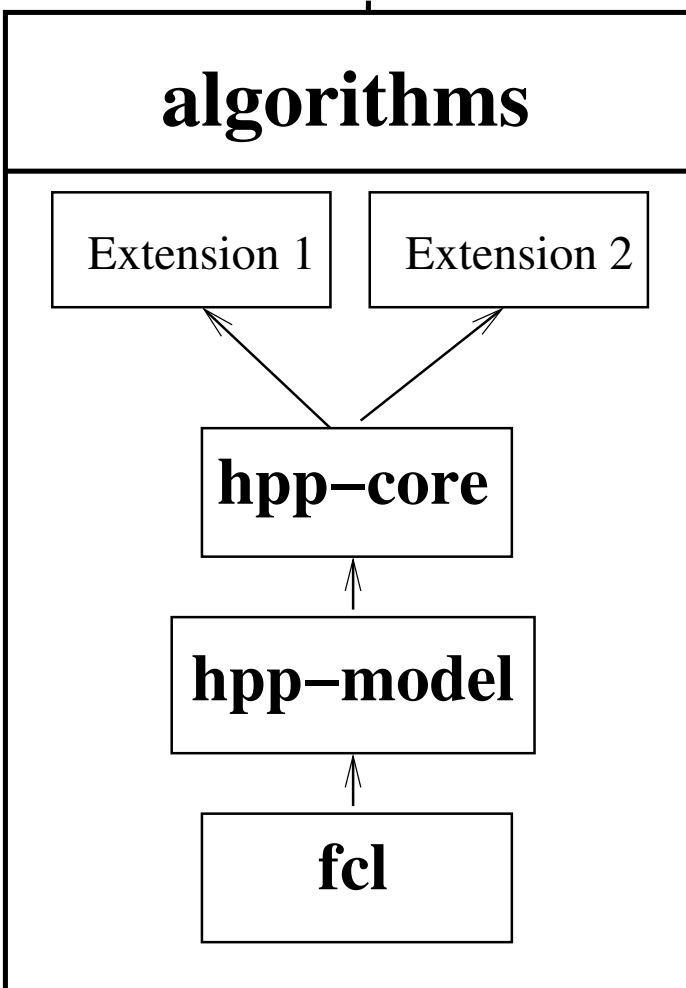 algorithms
Extension 1
Extension 2
hpp–core
hpp–model
fcl